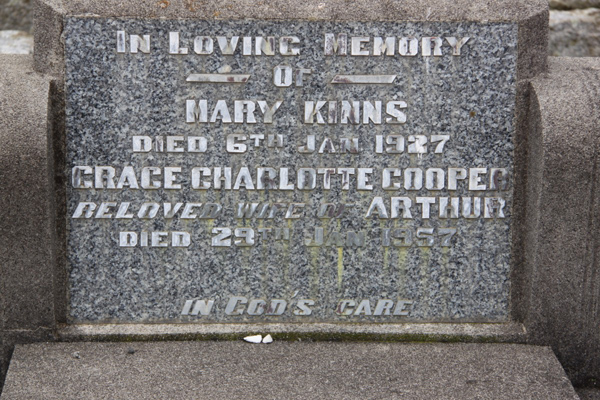 In Loving Memory
OF
MARY KINNS
DIED 6TH JAN 1927
GRACE CHARLOTTE COOPER
BELOVED WIFE OF ARTHUR
DIED 29TH JAN 1957
IN GOD'S CARE